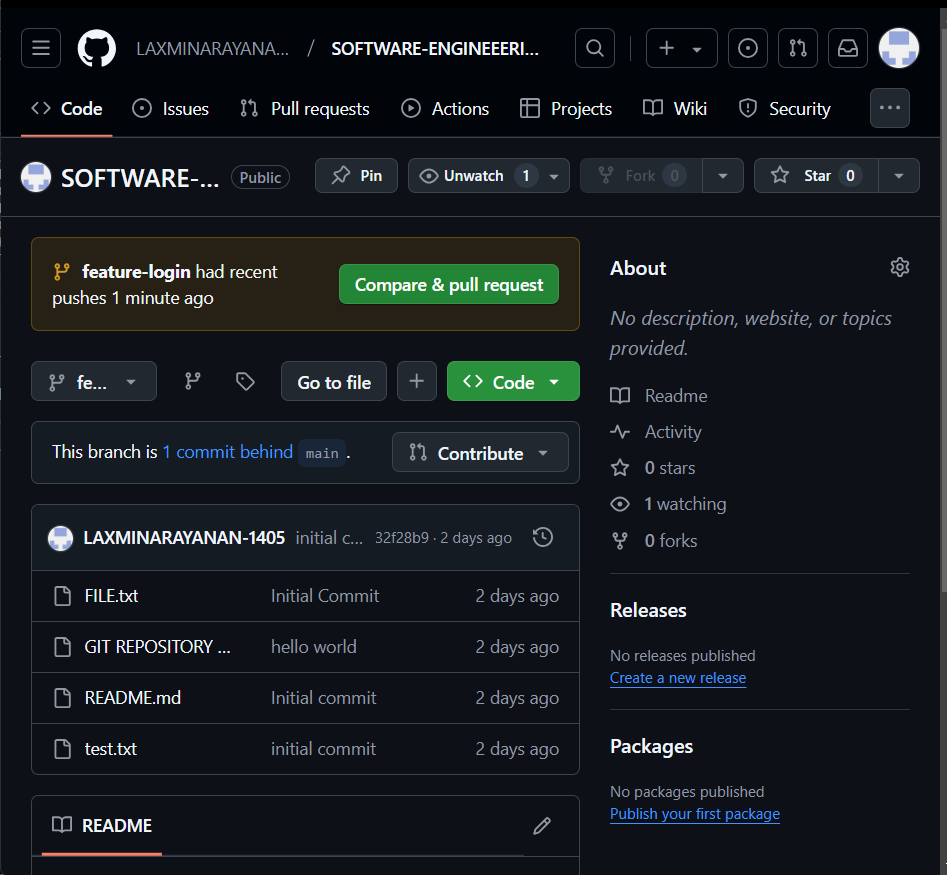 LAXMINARAYANA... / SOFTWARE-ENGINEEERI...
Code Issues Pull requests Actions Projects Wiki Security
SOFTWARE-... Public Pin Unwatch 1 Fork 0 Star 0
feature-login had recent
pushes 1 minute ago
Compare & pull request
fe... Go to file Code
This branch is 1 commit behind main .
Contribute
LAXMINARAYANAN-1405 initial c... 32f28b9 · 2 days ago
FILE.txt Initial Commit 2 days ago
GIT REPOSITORY ... hello world 2 days ago
README.md Initial commit 2 days ago
test.txt initial commit 2 days ago
README
About
No description, website, or topics
provided.
Readme
Activity
0 stars
1 watching
0 forks
Releases
No releases published
Create a new release
Packages
No packages published
Publish your first package